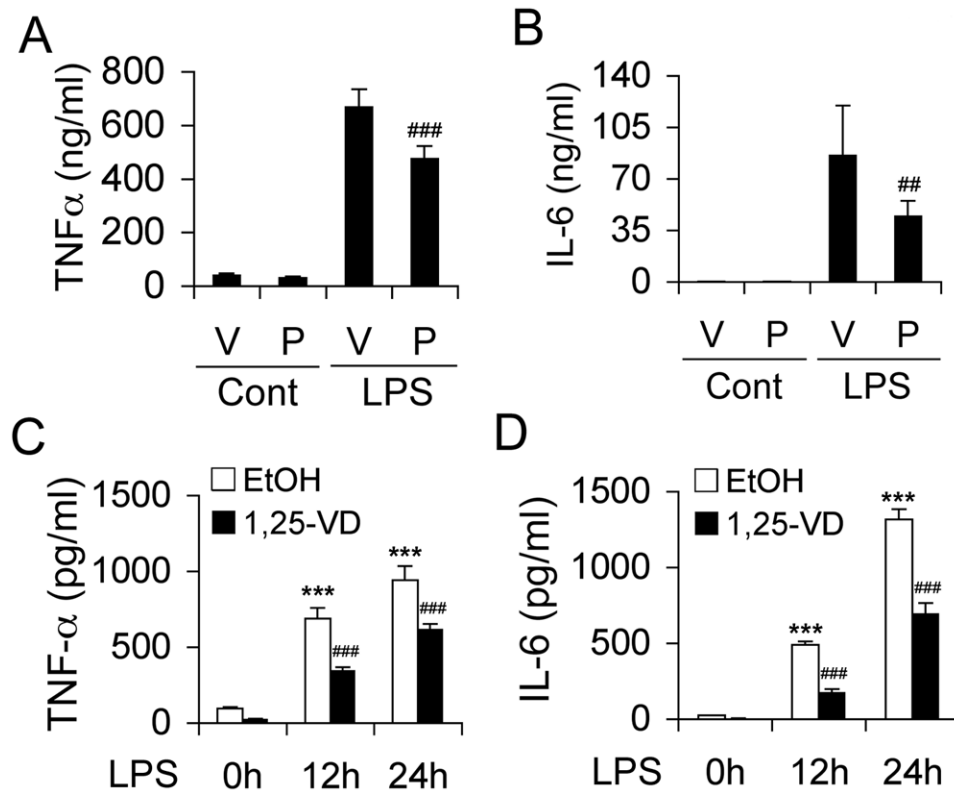 A
TNFα (ng/ml)
800
600
400
200
0
###
V P V P
Cont LPS
B
IL-6 (ng/ml)
140
105
70
35
0
##
V P V P
Cont LPS
C
TNF-α (pg/ml)
1500
1000
500
0
EtOH
1,25-VD
*** ### *** ###
LPS 0h 12h 24h
D
IL-6 (pg/ml)
1500
1000
500
0
EtOH
1,25-VD
*** ### *** ###
LPS 0h 12h 24h